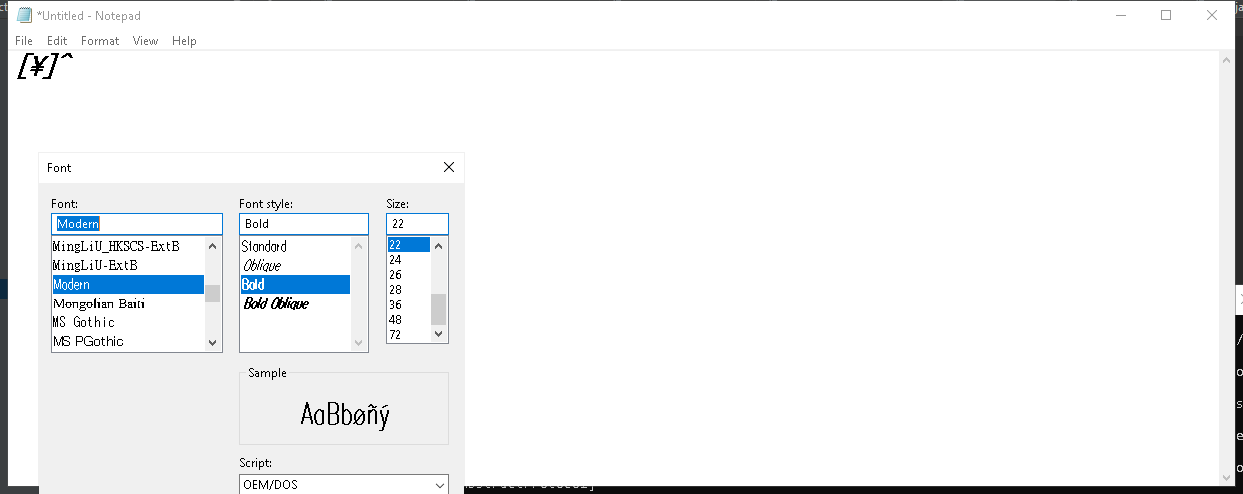 *Untitled - Notepad
File Edit Format View Help
[¥]^
Font
Font: Font style: Size:
Modern Bold 22
MingLiU_HKSCS-ExtB
MingLiU-ExtB
Modern
Mongolian Baiti
MS Gothic
MS PGothic
Standard
Oblique
Bold
Bold Oblique
22
24
26
28
36
48
72
Sample
AaBbøñý
Script:
OEM/DOS